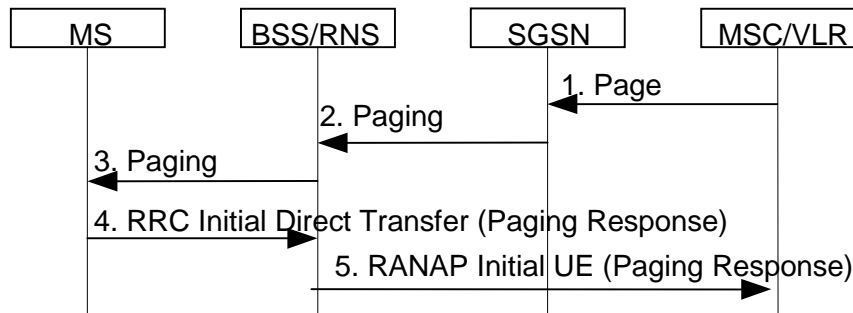 MS
BSS/RNS
SGSN
MSC/VLR
1. Page
2. Paging
3. Paging
4. RRC Initial Direct Transfer (Paging Response)
5. RANAP Initial UE (Paging Response)